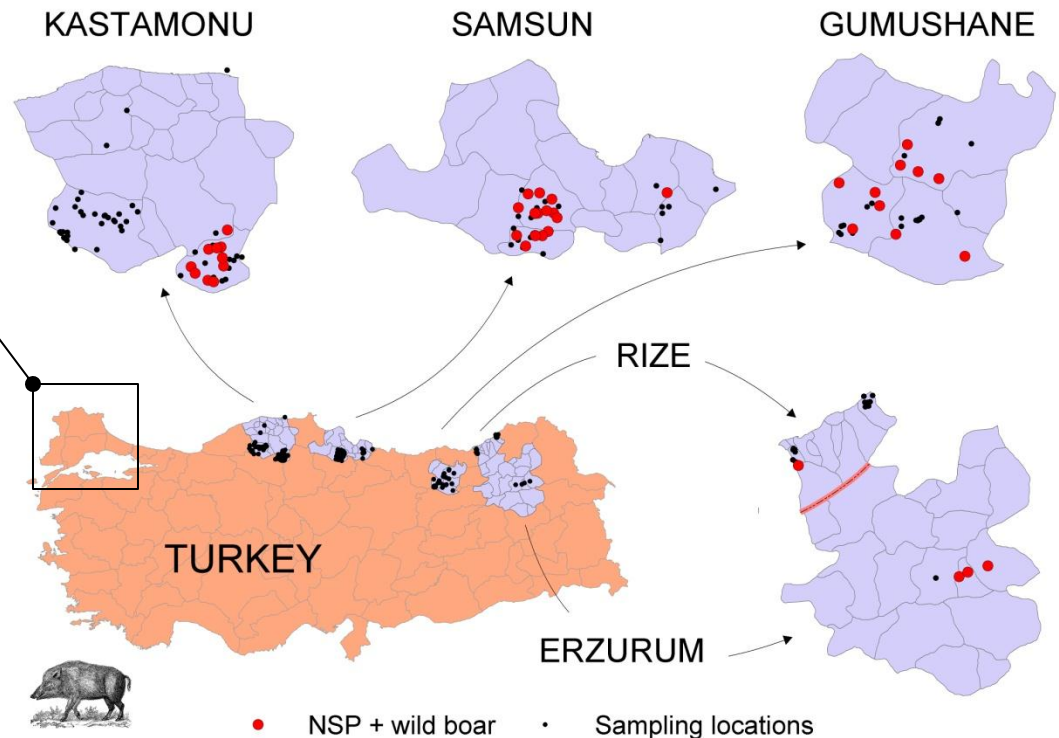 KASTAMONU
SAMSUN
GUMUSHANE
RIZE
TURKEY
ERZURUM
NSP + wild boar
Sampling locations